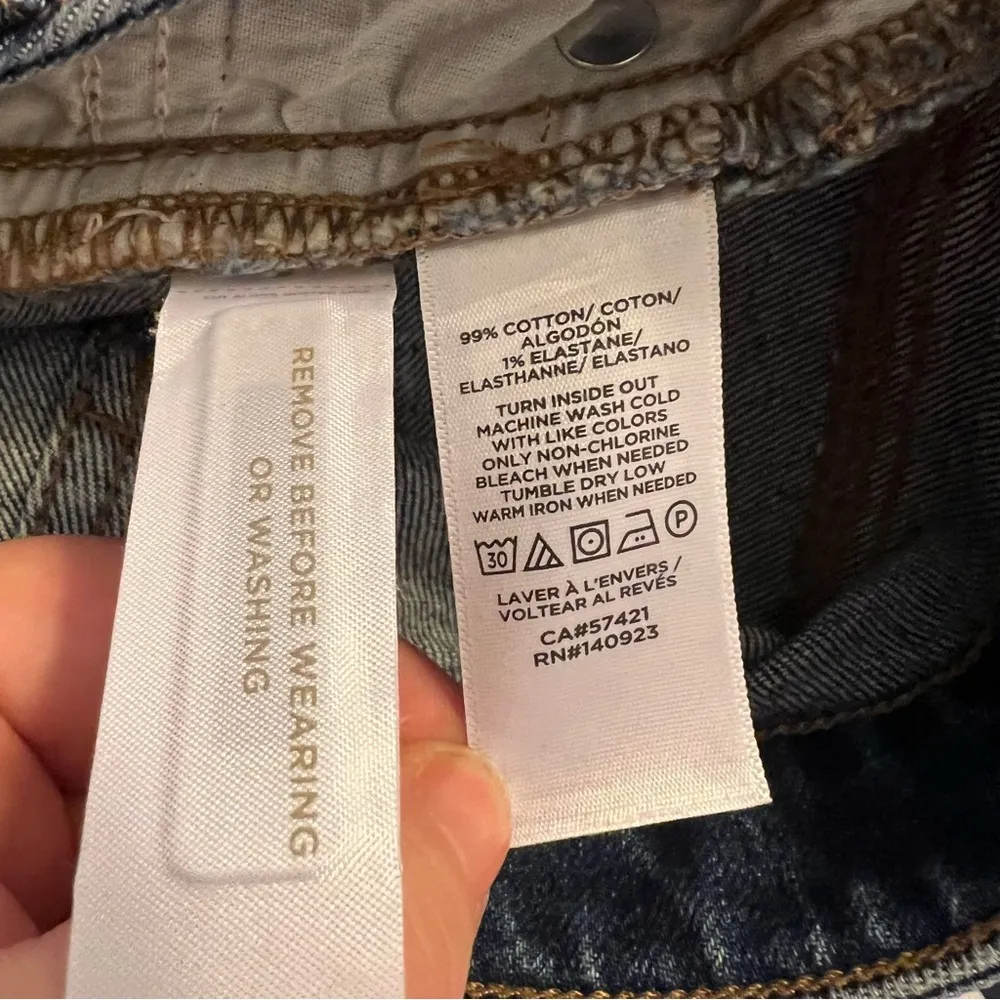 REMOVE BEFORE WEARING
OR WASHING
99% COTTON/ COTON/
ALGODÓN
1% ELASTANE/
ELASTHANNE/ ELASTANO
TURN INSIDE OUT
MACHINE WASH COLD
WITH LIKE COLORS
ONLY NON-CHLORINE
BLEACH WHEN NEEDED
TUMBLE DRY LOW
WARM IRON WHEN NEEDED
30 P
LAVER À L'ENVERS /
VOLTEAR AL REVÉS
CA#57421
RN#140923